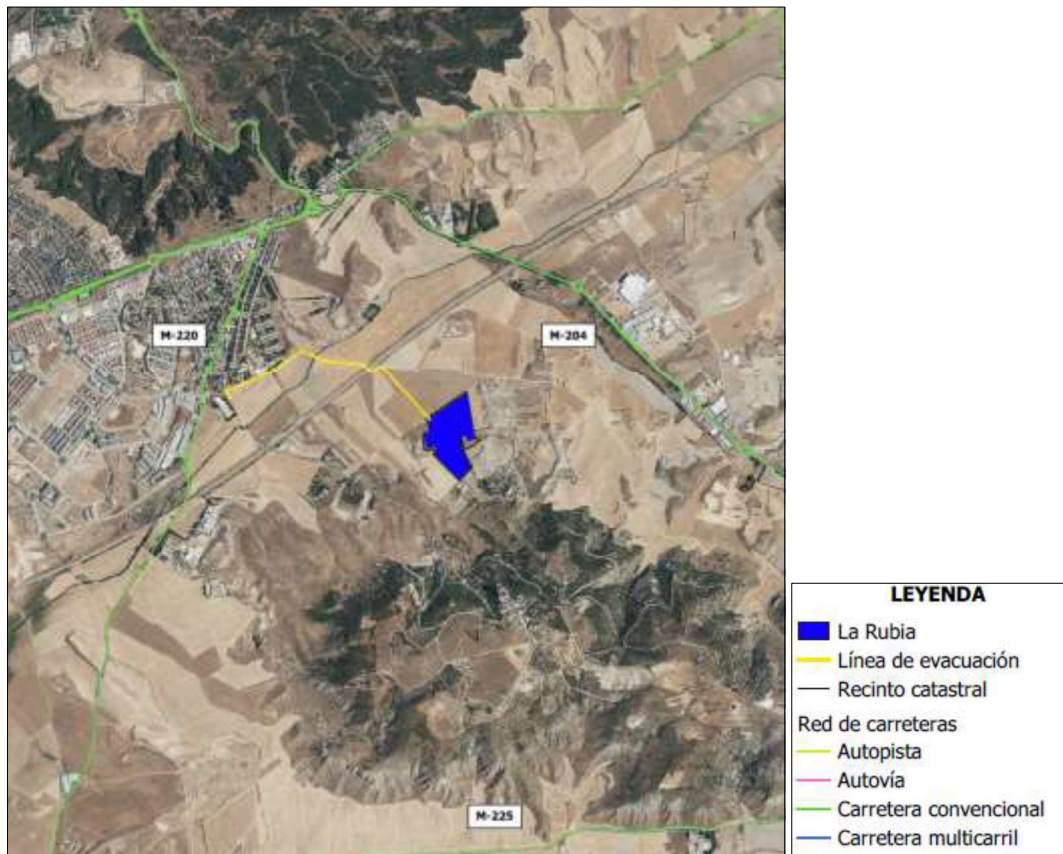 M-220
M-204
M-225
LEYENDA
La Rubia
Línea de evacuación
Recinto catastral
Red de carreteras
Autopista
Autovía
Carretera convencional
Carretera multicarril